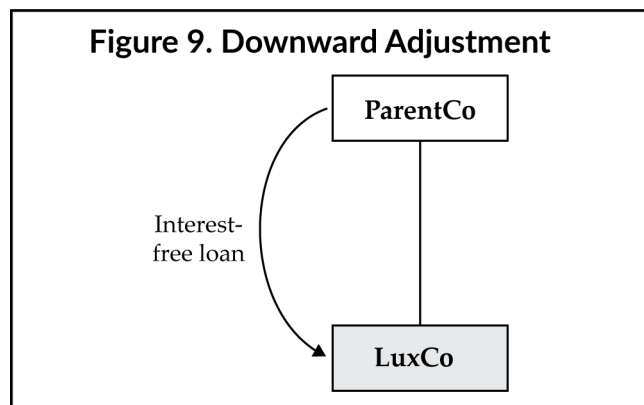 Figure 9. Downward Adjustment
ParentCo
Interest-
free loan
LuxCo